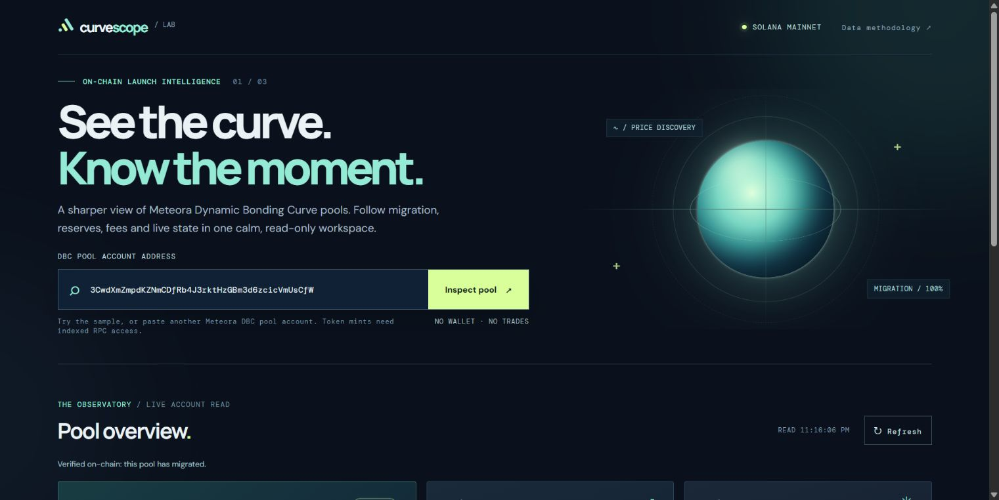 curvescope / LAB
SOLANA MAINNET
Data methodology ↗
ON-CHAIN LAUNCH INTELLIGENCE 01 / 03
See the curve.
Know the moment.
A sharper view of Meteora Dynamic Bonding Curve pools. Follow migration,
reserves, fees and live state in one calm, read-only workspace.
DBC POOL ACCOUNT ADDRESS
3CwdXmZmpdKZNmCDfRb4J3rktHzGBm3d6zcicVmUsCfW
Inspect pool ↗
Try the sample, or paste another Meteora DBC pool account. Token mints need
indexed RPC access.
NO WALLET · NO TRADES
∿ / PRICE DISCOVERY
MIGRATION / 100%
THE OBSERVATORY / LIVE ACCOUNT READ
Pool overview.
READ 11:16:06 PM
↻ Refresh
Verified on-chain: this pool has migrated.